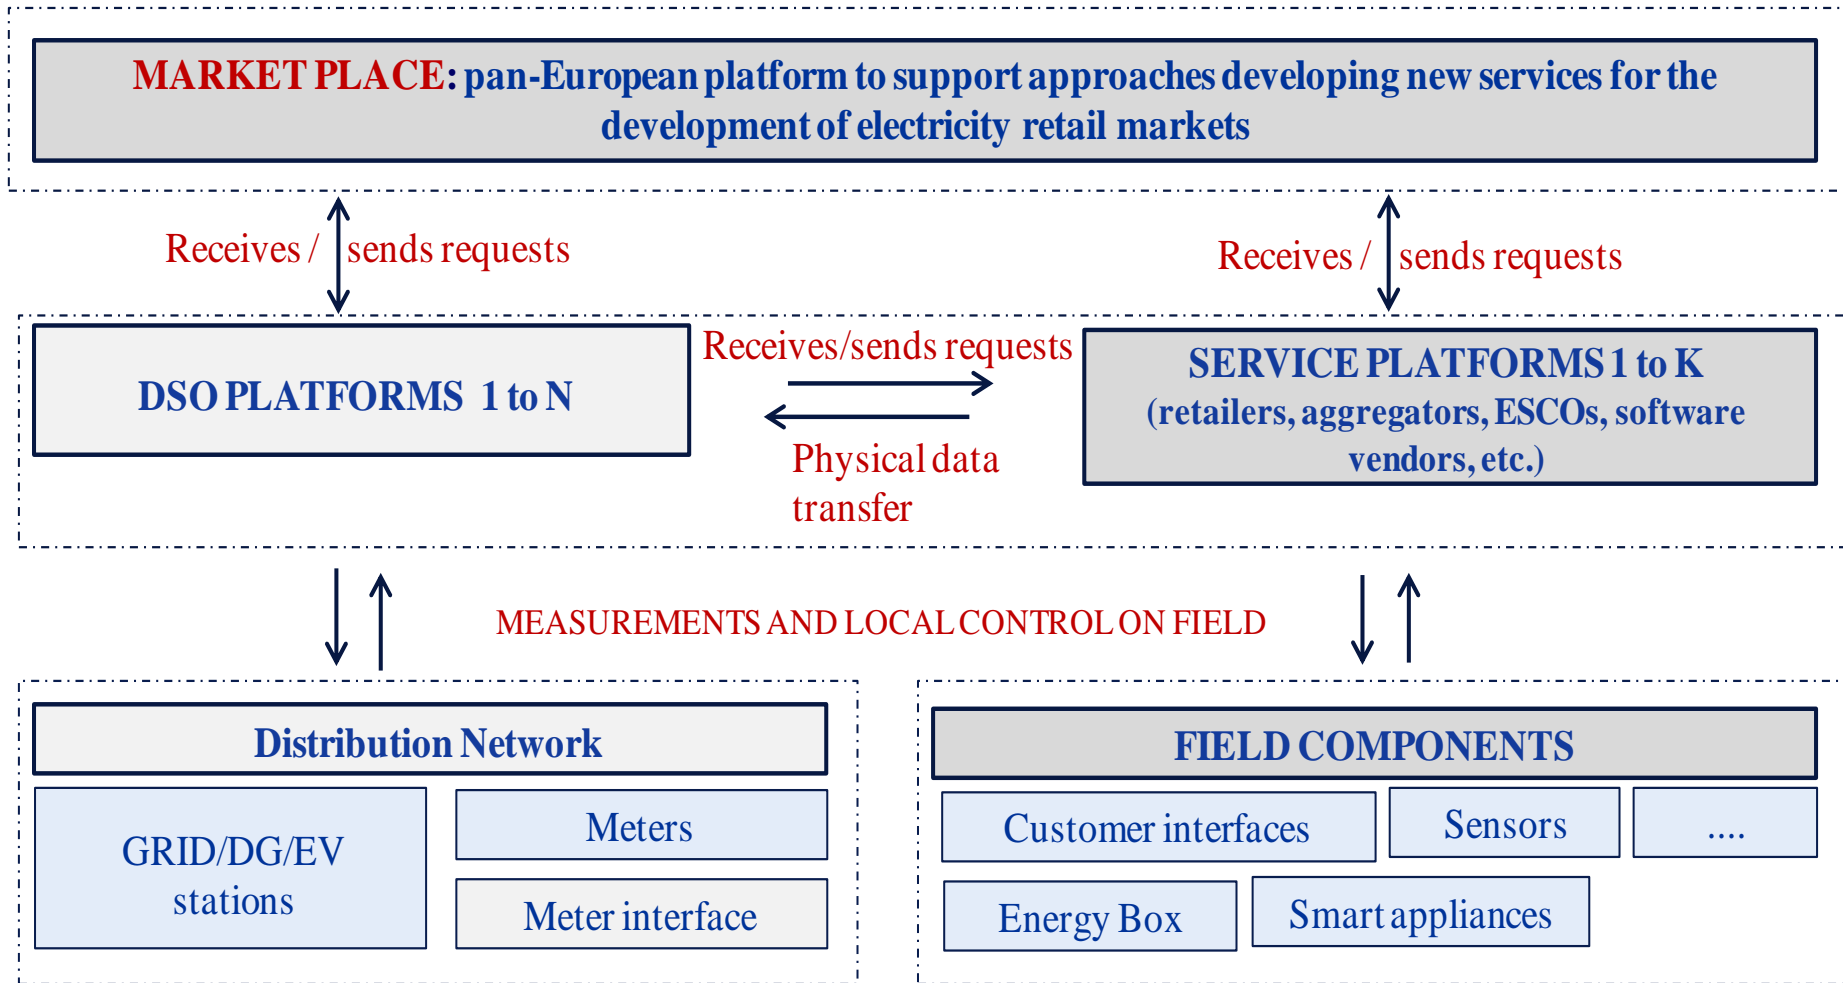 MARKET PLACE: pan-European platform to support approaches developing new services for the
development of electricity retail markets
Receives / sends requests
Receives / sends requests
DSO PLATFORMS 1 to N
Receives/sends requests
Physical data
transfer
SERVICE PLATFORMS 1 to K
(retailers, aggregators, ESCOs, software
vendors, etc.)
MEASUREMENTS AND LOCAL CONTROL ON FIELD
Distribution Network
GRID/DG/EV
stations
Meters
Meter interface
FIELD COMPONENTS
Customer interfaces
Sensors
....
Energy Box
Smart appliances